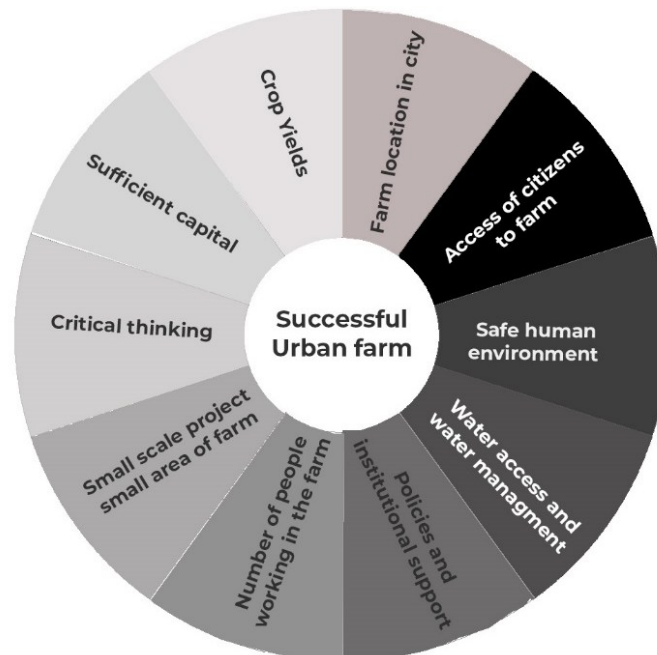 Successful
Urban farm
Farm location in city
Access of citizens
to farm
Safe human
environment
Water access and
water managment
Policies and
institutional support
Number of people
working in the farm
Small scale project
small area of farm
Critical thinking
Sufficient capital
Crop Yields